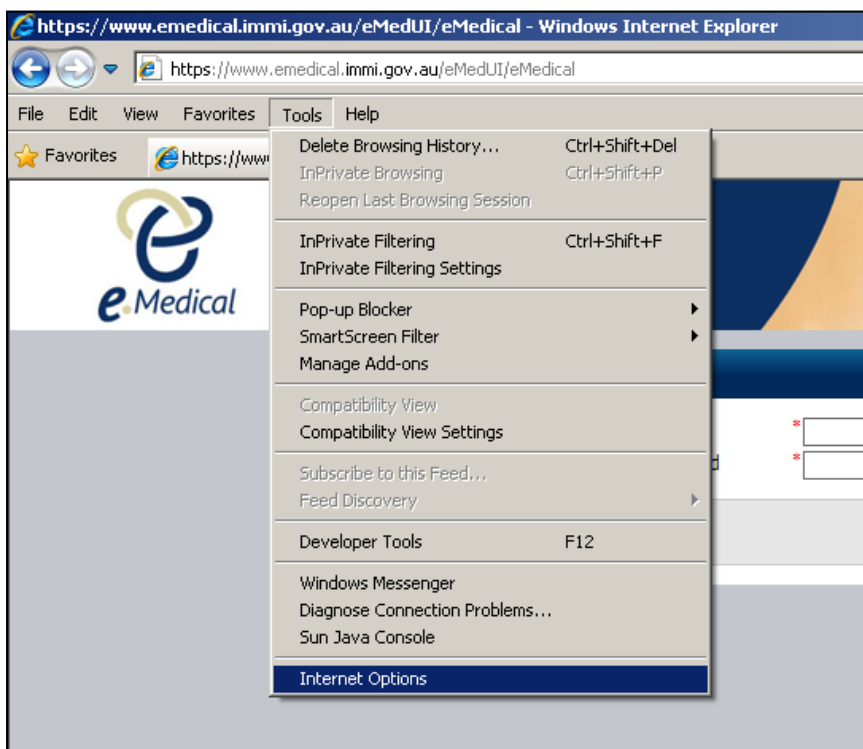 https://www.emedical.immi.gov.au/eMedUI/eMedical - Windows Internet Explorer
https://www.emedical.immi.gov.au/eMedUI/eMedical
File Edit View Favorites Tools Help
Favorites https://www
Delete Browsing History... Ctrl+Shift+Del
InPrivate Browsing Ctrl+Shift+P
Reopen Last Browsing Session
InPrivate Filtering Ctrl+Shift+F
InPrivate Filtering Settings
e.Medical
Pop-up Blocker
SmartScreen Filter
Manage Add-ons
Compatibility View
Compatibility View Settings
*
d *
Subscribe to this Feed...
Feed Discovery
Developer Tools F12
Windows Messenger
Diagnose Connection Problems...
Sun Java Console
Internet Options